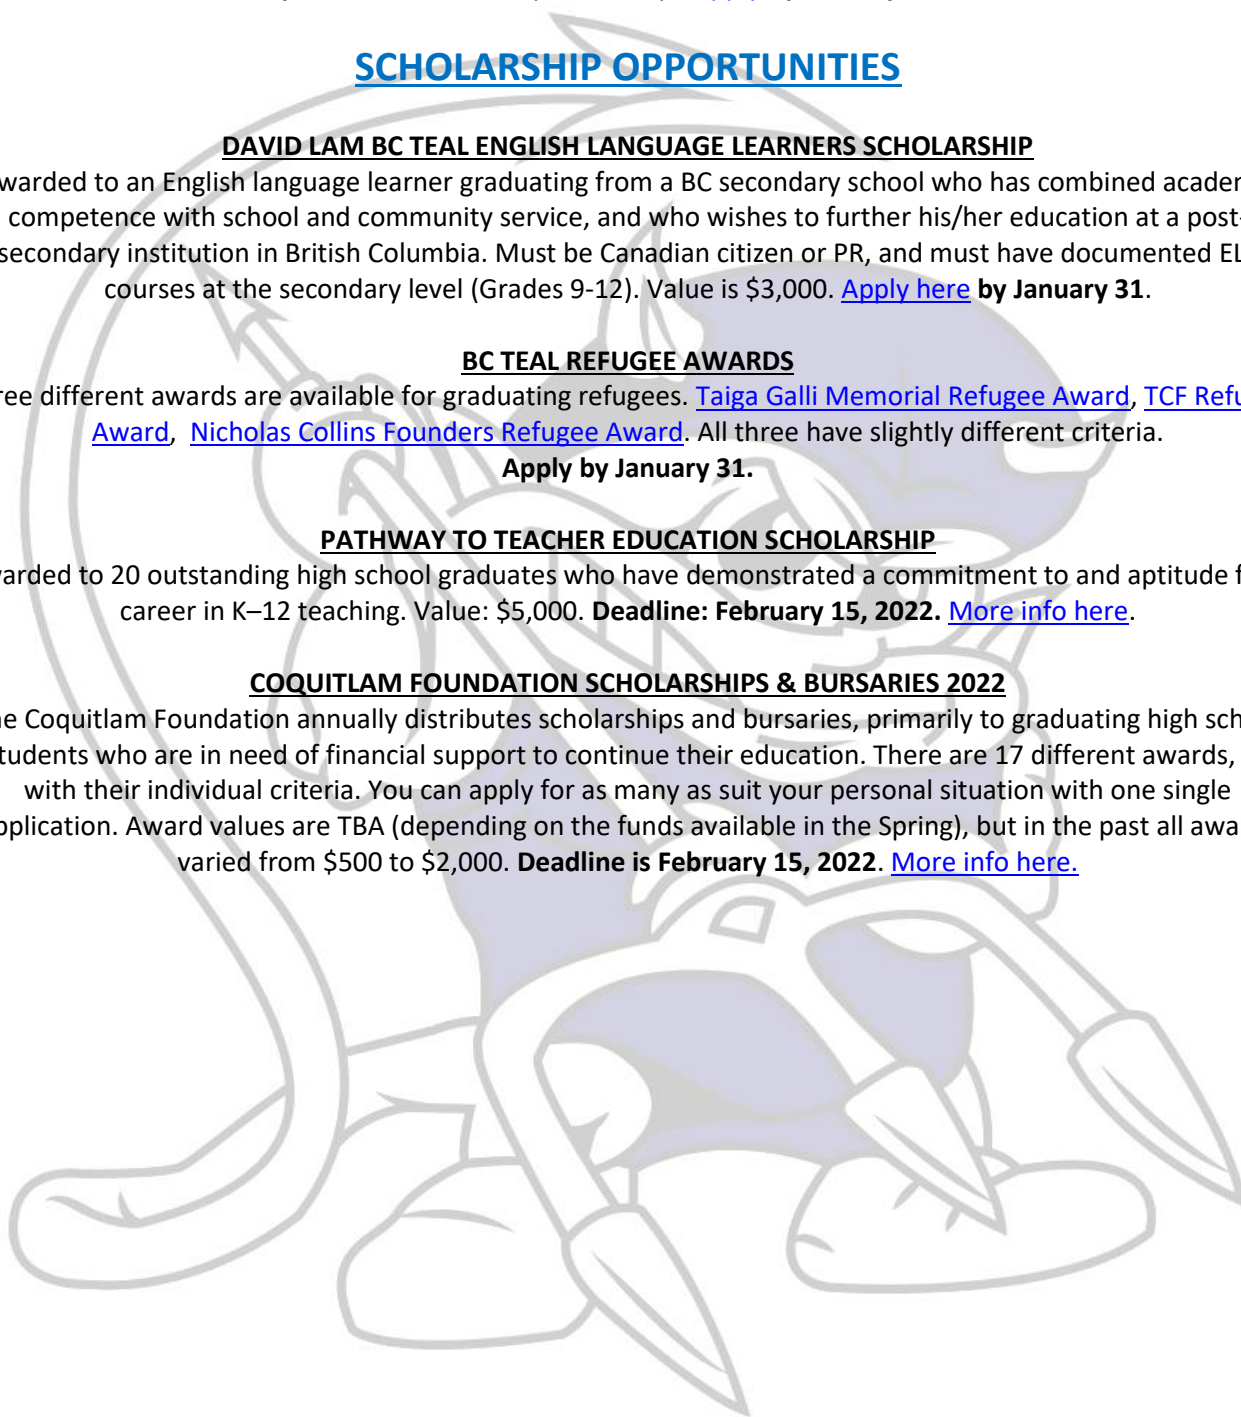 SCHOLARSHIP OPPORTUNITIES
DAVID LAM BC TEAL ENGLISH LANGUAGE LEARNERS SCHOLARSHIP
warded to an English language learner graduating from a BC secondary school who has combined acader
competence with school and community service, and who wishes to further his/her education at a post-
secondary institution in British Columbia. Must be Canadian citizen or PR, and must have documented EL
courses at the secondary level (Grades 9-12). Value is $3,000. Apply here by January 31.
BC TEAL REFUGEE AWARDS
ree different awards are available for graduating refugees. Taiga Galli Memorial Refugee Award, TCF Refu
Award, Nicholas Collins Founders Refugee Award. All three have slightly different criteria.
Apply by January 31.
PATHWAY TO TEACHER EDUCATION SCHOLARSHIP
warded to 20 outstanding high school graduates who have demonstrated a commitment to and aptitude f
career in K–12 teaching. Value: $5,000. Deadline: February 15, 2022. More info here.
COQUITLAM FOUNDATION SCHOLARSHIPS & BURSARIES 2022
he Coquitlam Foundation annually distributes scholarships and bursaries, primarily to graduating high sch
tudents who are in need of financial support to continue their education. There are 17 different awards,
with their individual criteria. You can apply for as many as suit your personal situation with one single
pplication. Award values are TBA (depending on the funds available in the Spring), but in the past all awa
varied from $500 to $2,000. Deadline is February 15, 2022. More info here.